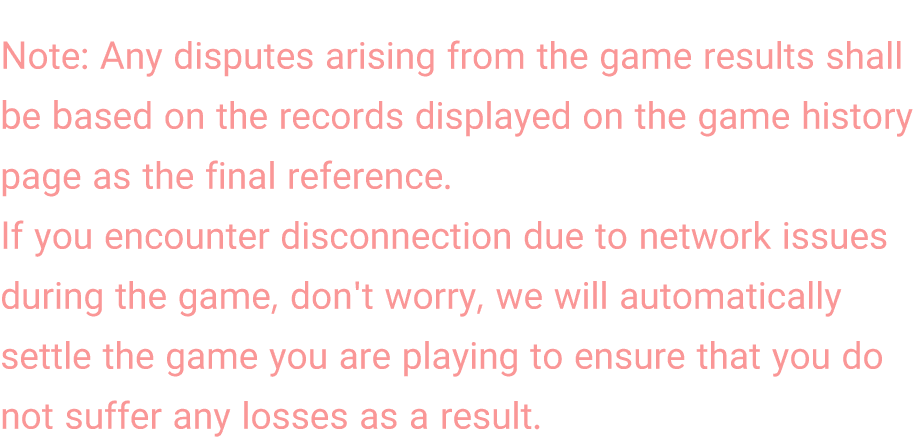 Note: Any disputes arising from the game results shall
be based on the records displayed on the game history
page as the final reference.
If you encounter disconnection due to network issues
during the game, don't worry, we will automatically
settle the game you are playing to ensure that you do
not suffer any losses as a result.